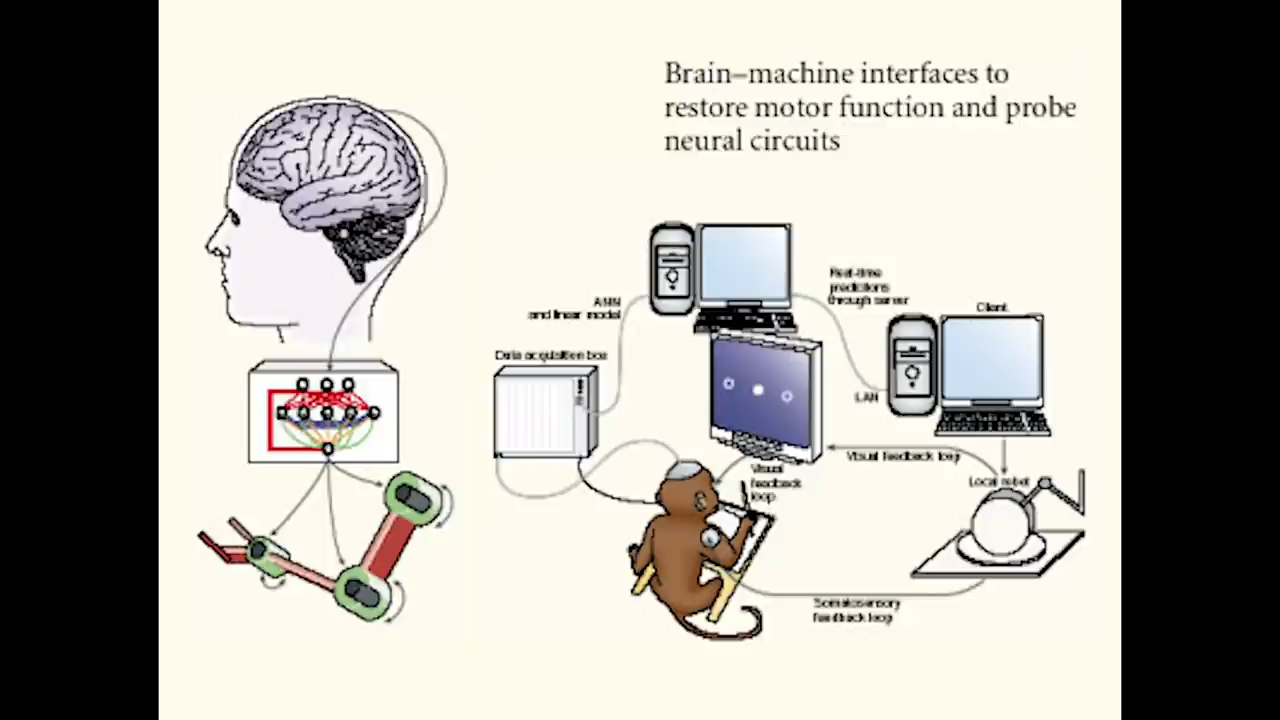 Brain–machine interfaces to
restore motor function and probe
neural circuits
Real-time
predictions
through server
ANN
and linear model
Client
Data acquisition box
LAN
Visual feedback loop
Visual
feedback
loop
Local robot
Somatosensory
feedback loop